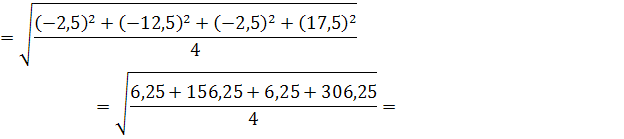 = √(((−2,5)² + (−12,5)² + (−2,5)² + (17,5)²)/4)
= √((6,25 + 156,25 + 6,25 + 306,25)/4) =